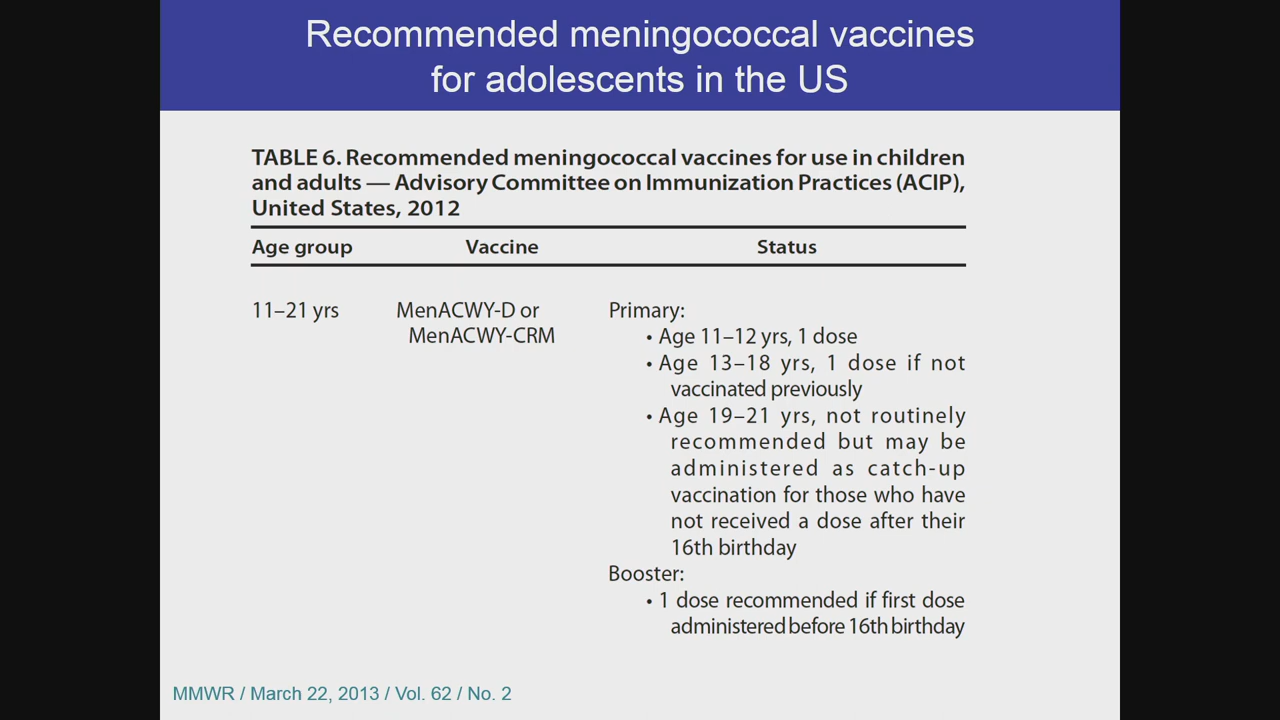 Recommended meningococcal vaccines
for adolescents in the US
TABLE 6. Recommended meningococcal vaccines for use in children
and adults — Advisory Committee on Immunization Practices (ACIP),
United States, 2012
Age group Vaccine Status
11–21 yrs MenACWY-D or Primary:
MenACWY-CRM • Age 11–12 yrs, 1 dose
• Age 13–18 yrs, 1 dose if not
vaccinated previously
• Age 19–21 yrs, not routinely
recommended but may be
administered as catch-up
vaccination for those who have
not received a dose after their
16th birthday
Booster:
• 1 dose recommended if first dose
administered before 16th birthday
MMWR / March 22, 2013 / Vol. 62 / No. 2